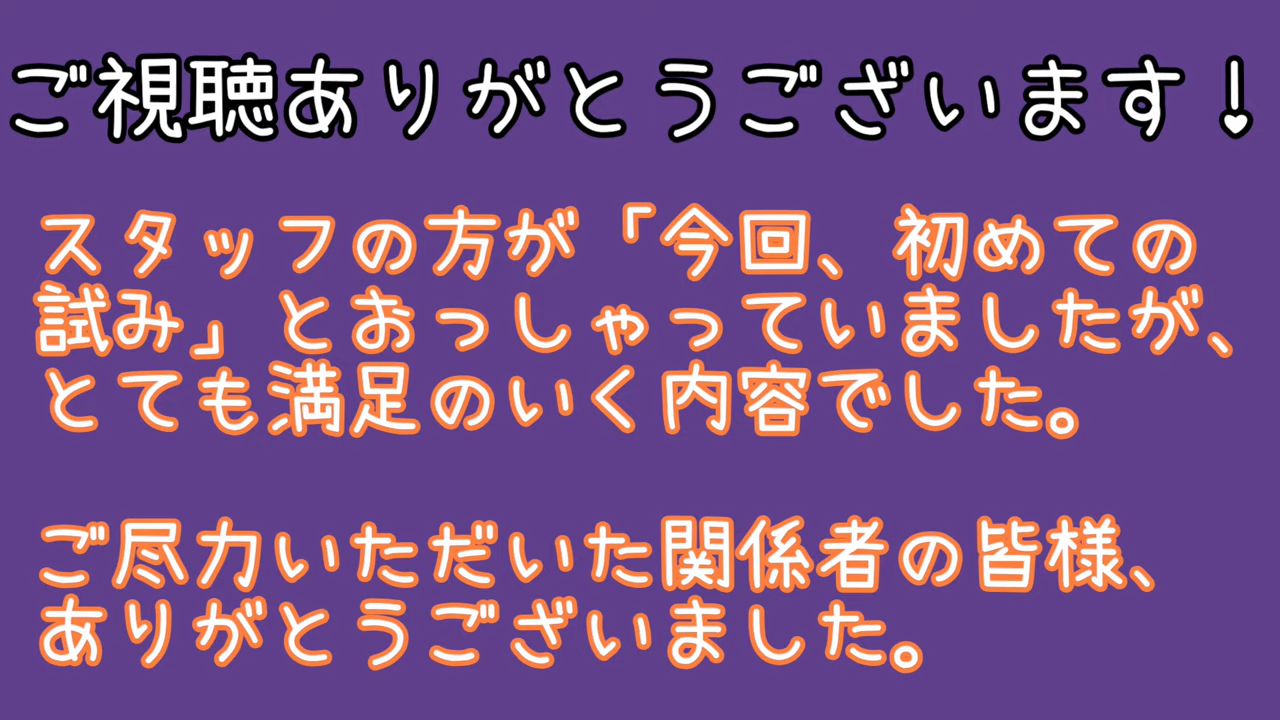 ご視聴ありがとうございます！
スタッフの方が「今回、初めての
試み」とおっしゃっていましたが、
とても満足のいく内容でした。
ご尽力いただいた関係者の皆様、
ありがとうございました。